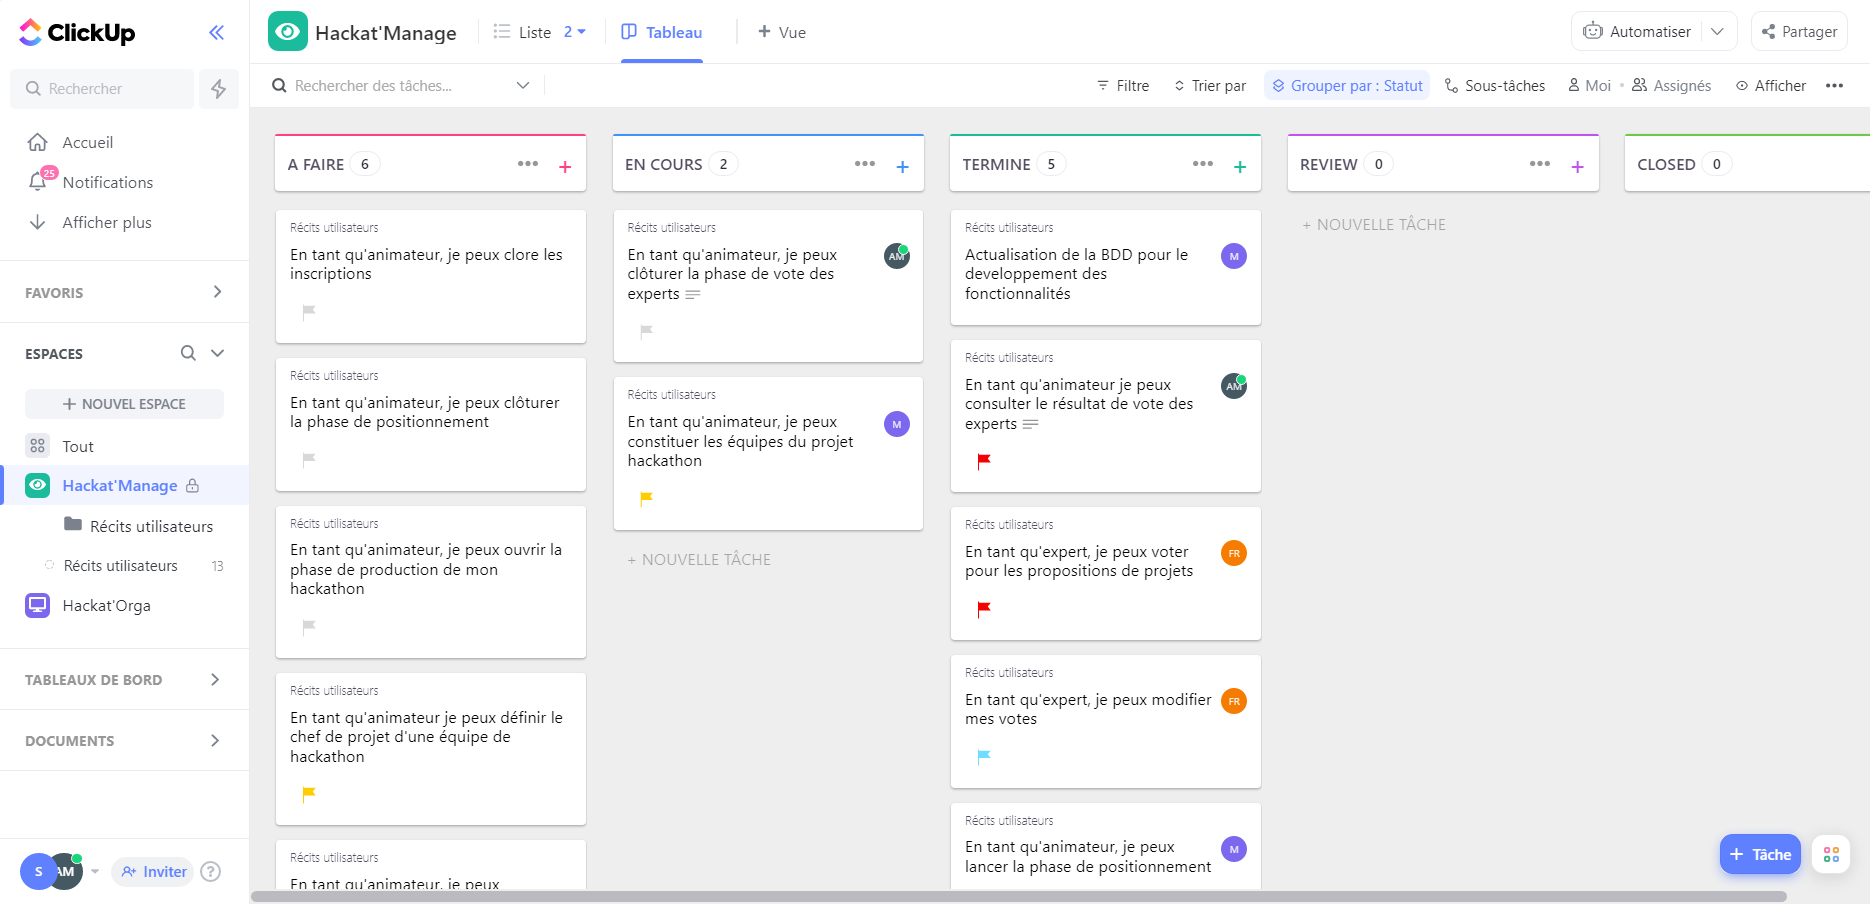 ClickUp
Rechercher
Accueil
25
Notifications
Afficher plus
FAVORIS
ESPACES
+ NOUVEL ESPACE
Tout
Hackat'Manage
Récits utilisateurs
Récits utilisateurs 13
Hackat'Orga
TABLEAUX DE BORD
DOCUMENTS
S AM Inviter ?
Hackat'Manage Liste 2 Tableau + Vue Automatiser Partager
Rechercher des tâches... Filtre Trier par Grouper par : Statut Sous-tâches Moi • Assignés Afficher •••
A FAIRE 6 ••• +
Récits utilisateurs
En tant qu'animateur, je peux clore les
inscriptions
Récits utilisateurs
En tant qu'animateur, je peux clôturer
la phase de positionnement
Récits utilisateurs
En tant qu'animateur, je peux ouvrir la
phase de production de mon
hackathon
Récits utilisateurs
En tant qu'animateur je peux définir le
chef de projet d'une équipe de
hackathon
Récits utilisateurs
En tant qu'animateur, je peux
EN COURS 2 ••• +
Récits utilisateurs
En tant qu'animateur, je peux AM
clôturer la phase de vote des
experts
Récits utilisateurs
En tant qu'animateur, je peux M
constituer les équipes du projet
hackathon
+ NOUVELLE TÂCHE
TERMINE 5 ••• +
Récits utilisateurs
Actualisation de la BDD pour le M
developpement des
fonctionnalités
Récits utilisateurs
En tant qu'animateur je peux AM
consulter le résultat de vote des
experts
Récits utilisateurs
En tant qu'expert, je peux voter FR
pour les propositions de projets
Récits utilisateurs
En tant qu'expert, je peux modifier FR
mes votes
Récits utilisateurs
En tant qu'animateur, je peux M
lancer la phase de positionnement
REVIEW 0 ••• +
+ NOUVELLE TÂCHE
CLOSED 0
+ Tâche